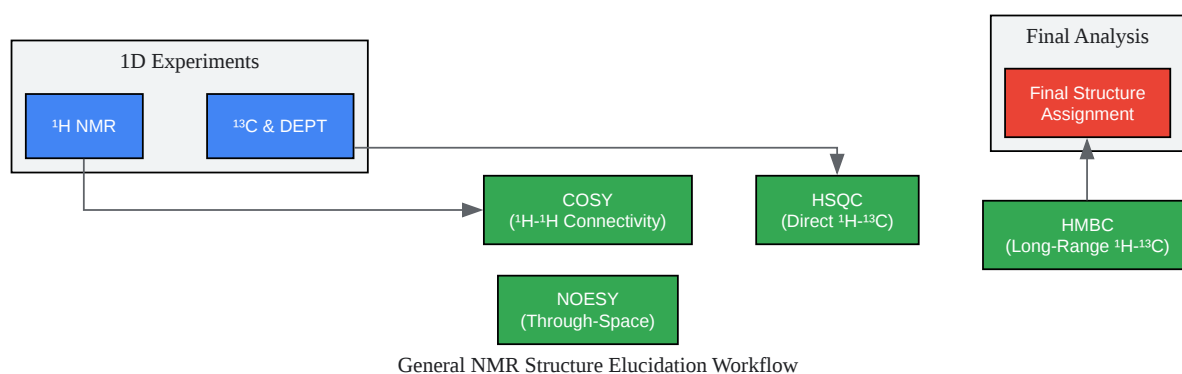 1D Experiments
¹H NMR
¹³C & DEPT
Final Analysis
Final Structure
Assignment
COSY
(¹H-¹H Connectivity)
HSQC
(Direct ¹H-¹³C)
HMBC
(Long-Range ¹H-¹³C)
NOESY
(Through-Space)
General NMR Structure Elucidation Workflow